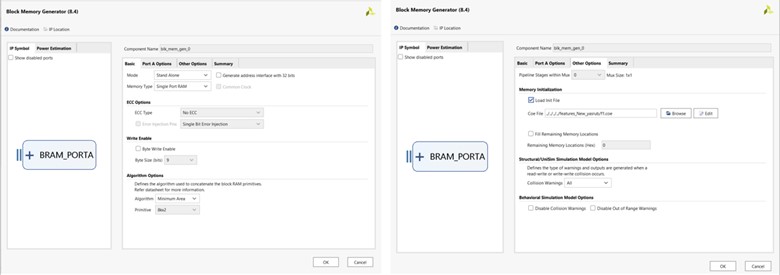 Block Memory Generator (8.4)
Documentation IP Location
IP Symbol Power Estimation
Show disabled ports
BRAM_PORTA
Component Name blk_mem_gen_0
Basic Port A Options Other Options Summary
Mode Stand Alone Generate address interface with 32 bits
Memory Type Single Port RAM Common Clock
ECC Options
ECC Type No ECC
Error Injection Pins Single Bit Error Injection
Write Enable
Byte Write Enable
Byte Size (bits) 9
Algorithm Options
Defines the algorithm used to concatenate the block RAM primitives.
Refer datasheet for more information.
Algorithm Minimum Area
Primitive 8kx2
OK Cancel
Block Memory Generator (8.4)
Documentation IP Location
IP Symbol Power Estimation
Show disabled ports
BRAM_PORTA
Component Name blk_mem_gen_0
Basic Port A Options Other Options Summary
Pipeline Stages within Mux 0 Mux Size: 1x1
Memory Initialization
Load Init File
Coe File Browse Edit
Fill Remaining Memory Locations
Remaining Memory Locations (Hex) 0
Structural/UniSim Simulation Model Options
Defines the type of warnings and outputs are generated when a
read-write or write-write collision occurs.
Collision Warnings All
Behavioral Simulation Model Options
Disable Collision Warnings Disable Out of Range Warnings
OK Cancel